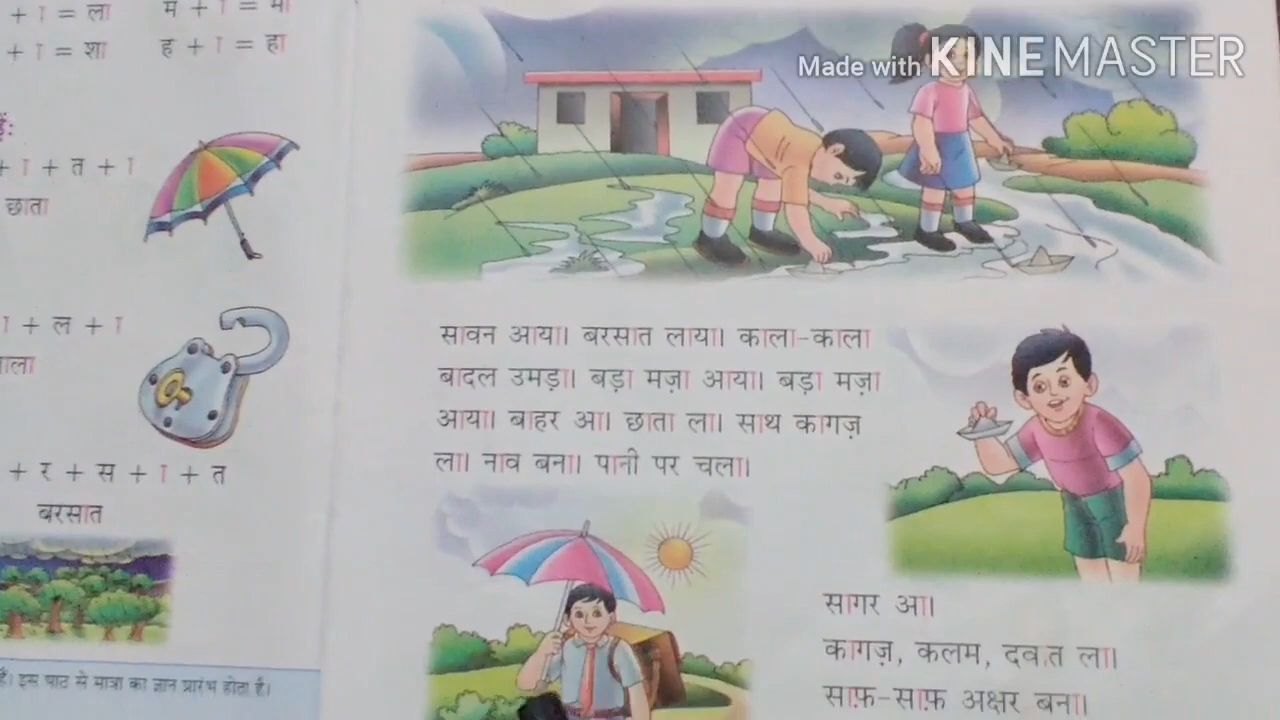 + ा = ला
+ ा = शा ह + ा = हा
+ ा + त + ा
छाता
ा + ल + ा
+ र + स + ा + त
बरसात
हैं। इस पाठ से मात्रा का ज्ञान प्रारंभ होता है।
Made with KINEMASTER
सावन आया। बरसात लाया। काला-काला
बादल उमड़ा। बड़ा मज़ा आया। बड़ा मज़ा
आया। बाहर आ। छाता ला। साथ कागज़
ला। नाव बना। पानी पर चला।
सागर आ।
कागज़, कलम, दवात ला।
साफ़-साफ़ अक्षर बना।